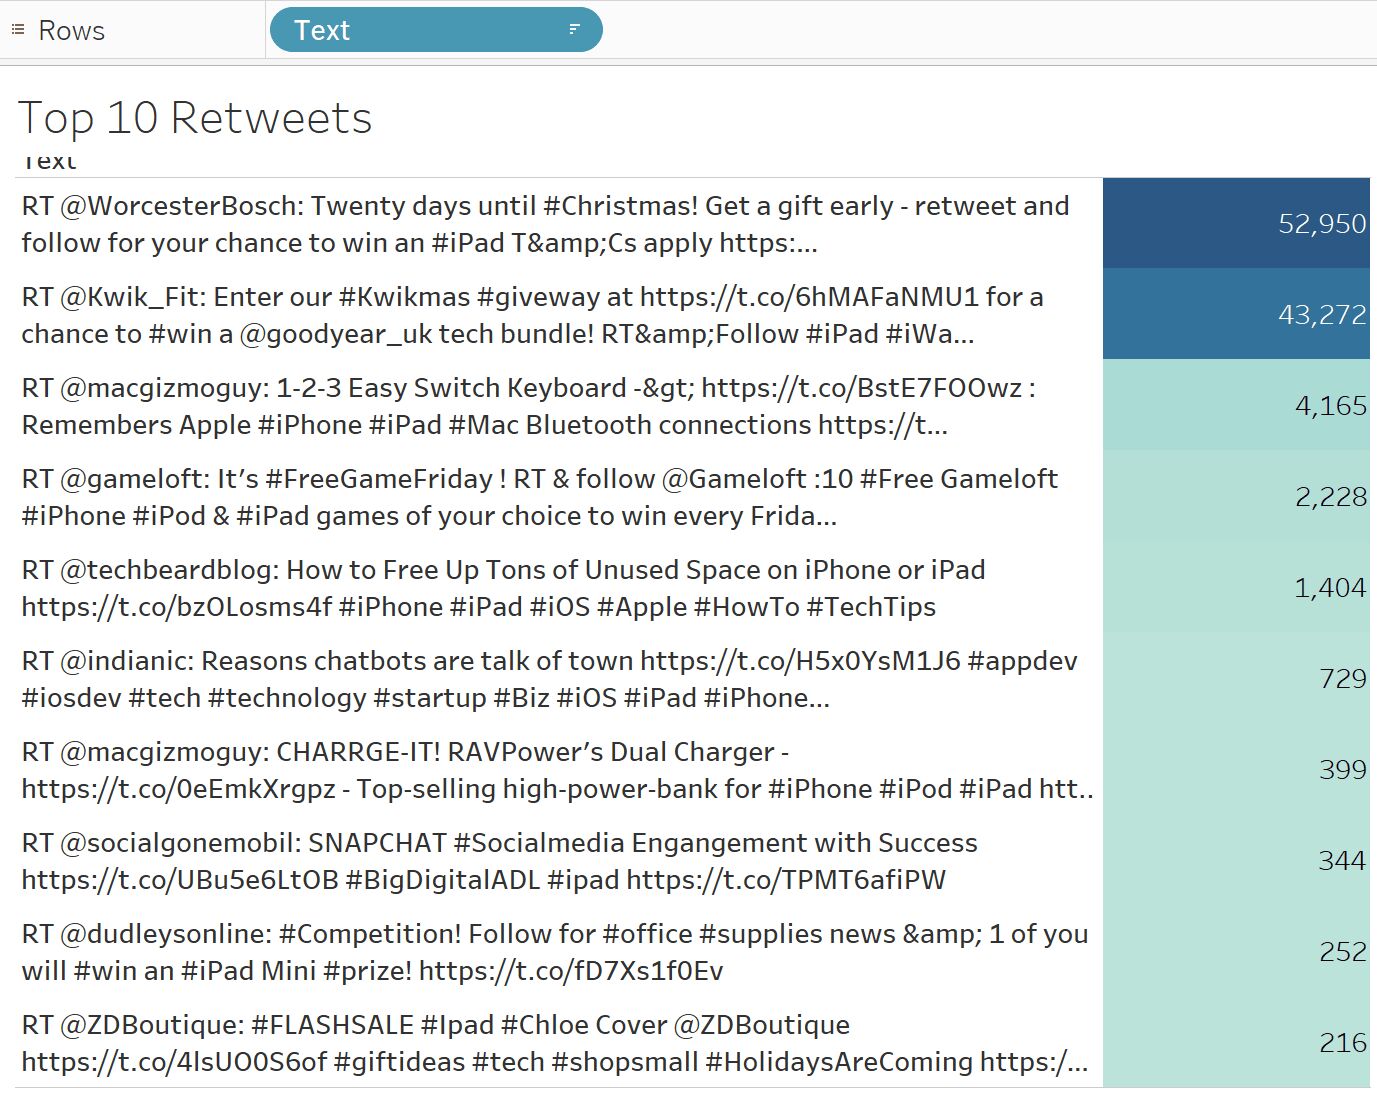 Rows
Text
Top 10 Retweets
Text
RT @WorcesterBosch: Twenty days until #Christmas! Get a gift early - retweet and
follow for your chance to win an #iPad T&amp;Cs apply https:...
52,950
RT @Kwik_Fit: Enter our #Kwikmas #giveway at https://t.co/6hMAFaNMU1 for a
chance to #win a @goodyear_uk tech bundle! RT&amp;Follow #iPad #iWa...
43,272
RT @macgizmoguy: 1-2-3 Easy Switch Keyboard -&gt; https://t.co/BstE7FOOwz :
Remembers Apple #iPhone #iPad #Mac Bluetooth connections https://t...
4,165
RT @gameloft: It’s #FreeGameFriday ! RT & follow @Gameloft :10 #Free Gameloft
#iPhone #iPod & #iPad games of your choice to win every Frida...
2,228
RT @techbeardblog: How to Free Up Tons of Unused Space on iPhone or iPad
https://t.co/bzOLosms4f #iPhone #iPad #iOS #Apple #HowTo #TechTips
1,404
RT @indianic: Reasons chatbots are talk of town https://t.co/H5x0YsM1J6 #appdev
#iosdev #tech #technology #startup #Biz #iOS #iPad #iPhone...
729
RT @macgizmoguy: CHARRGE-IT! RAVPower’s Dual Charger -
https://t.co/0eEmkXrgpz - Top-selling high-power-bank for #iPhone #iPod #iPad htt..
399
RT @socialgonemobil: SNAPCHAT #Socialmedia Engangement with Success
https://t.co/UBu5e6LtOB #BigDigitalADL #ipad https://t.co/TPMT6afiPW
344
RT @dudleysonline: #Competition! Follow for #office #supplies news &amp; 1 of you
will #win an #iPad Mini #prize! https://t.co/fD7Xs1f0Ev
252
RT @ZDBoutique: #FLASHSALE #Ipad #Chloe Cover @ZDBoutique
https://t.co/4lsUO0S6of #giftideas #tech #shopsmall #HolidaysAreComing https:/...
216